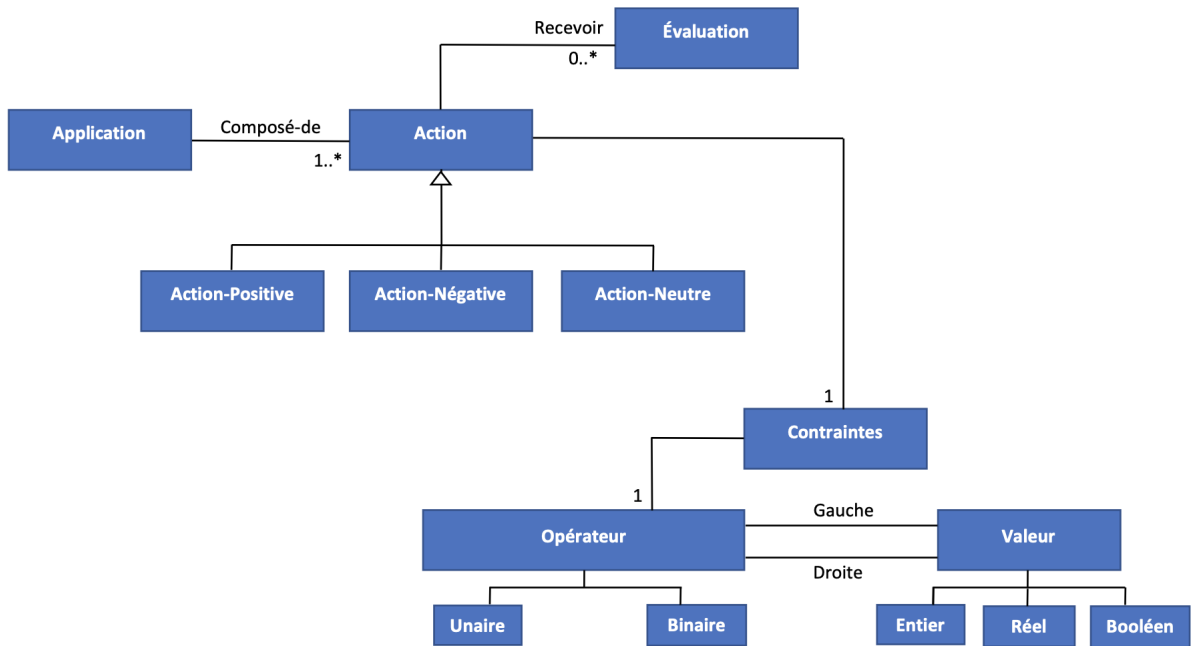 Recevoir
Évaluation
0..*
Application
Composé-de
Action
1..*
Action-Positive
Action-Négative
Action-Neutre
1
Contraintes
1
Gauche
Opérateur
Valeur
Droite
Unaire
Binaire
Entier
Réel
Booléen